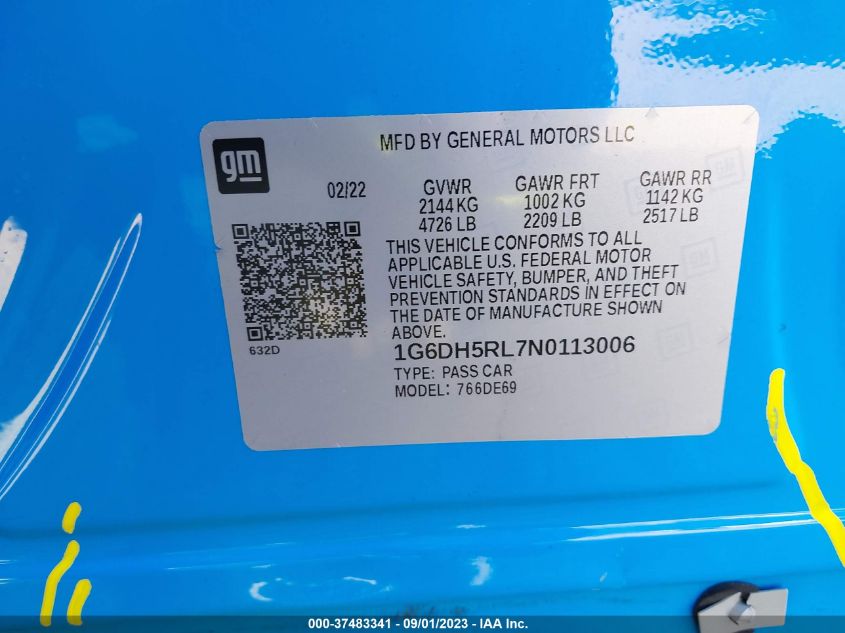 gm
MFD BY GENERAL MOTORS LLC
02/22
GVWR
2144 KG
4726 LB
GAWR FRT
1002 KG
2209 LB
GAWR RR
1142 KG
2517 LB
THIS VEHICLE CONFORMS TO ALL
APPLICABLE U.S. FEDERAL MOTOR
VEHICLE SAFETY, BUMPER, AND THEFT
PREVENTION STANDARDS IN EFFECT ON
THE DATE OF MANUFACTURE SHOWN
ABOVE.
632D
1G6DH5RL7N0113006
TYPE: PASS CAR
MODEL: 766DE69
000-37483341 - 09/01/2023 - IAAI.com